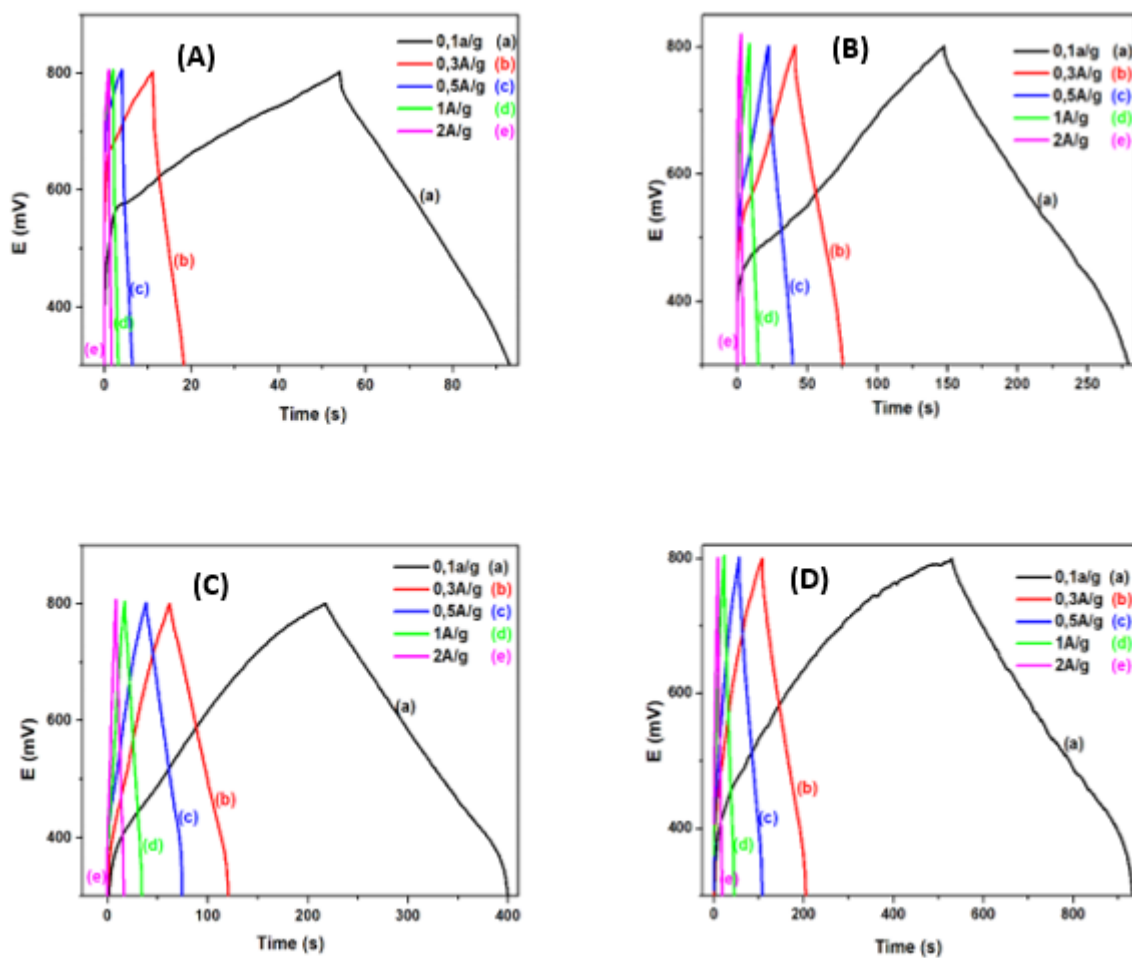 (A)
0,1a/g (a)
0,3A/g (b)
0,5A/g (c)
1A/g (d)
2A/g (e)
800
600
400
E (mV)
(a)
(b)
(c)
(d)
(e)
0 20 40 60 80
Time (s)
(B)
0,1a/g (a)
0,3A/g (b)
0,5A/g (c)
1A/g (d)
2A/g (e)
800
600
400
E (mV)
(a)
(b)
(c)
(d)
(e)
0 50 100 150 200 250
Time (s)
(C)
0,1a/g (a)
0,3A/g (b)
0,5A/g (c)
1A/g (d)
2A/g (e)
800
600
400
E (mV)
(a)
(b)
(c)
(d)
(e)
0 100 200 300 400
Time (s)
(D)
0,1a/g (a)
0,3A/g (b)
0,5A/g (c)
1A/g (d)
2A/g (e)
800
600
400
E (mV)
(a)
(b)
(c)
(d)
(e)
0 200 400 600 800
Time (s)